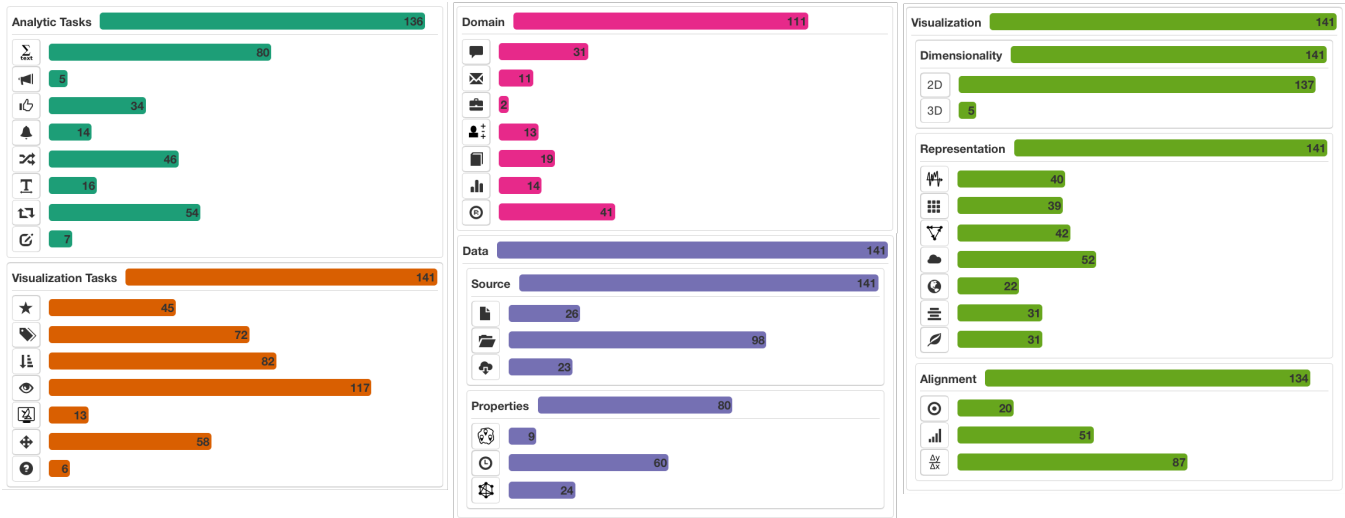 Analytic Tasks 136
Σ text 80
5
34
14
46
T 16
54
7
Visualization Tasks 141
45
72
82
117
13
58
? 6
Domain 111
31
11
2
13
19
14
R 41
Data 141
Source 141
26
98
23
Properties 80
9
60
24
Visualization 141
Dimensionality 141
2D 137
3D 5
Representation 141
40
39
42
52
22
31
31
Alignment 134
20
51
Δy
Δx 87